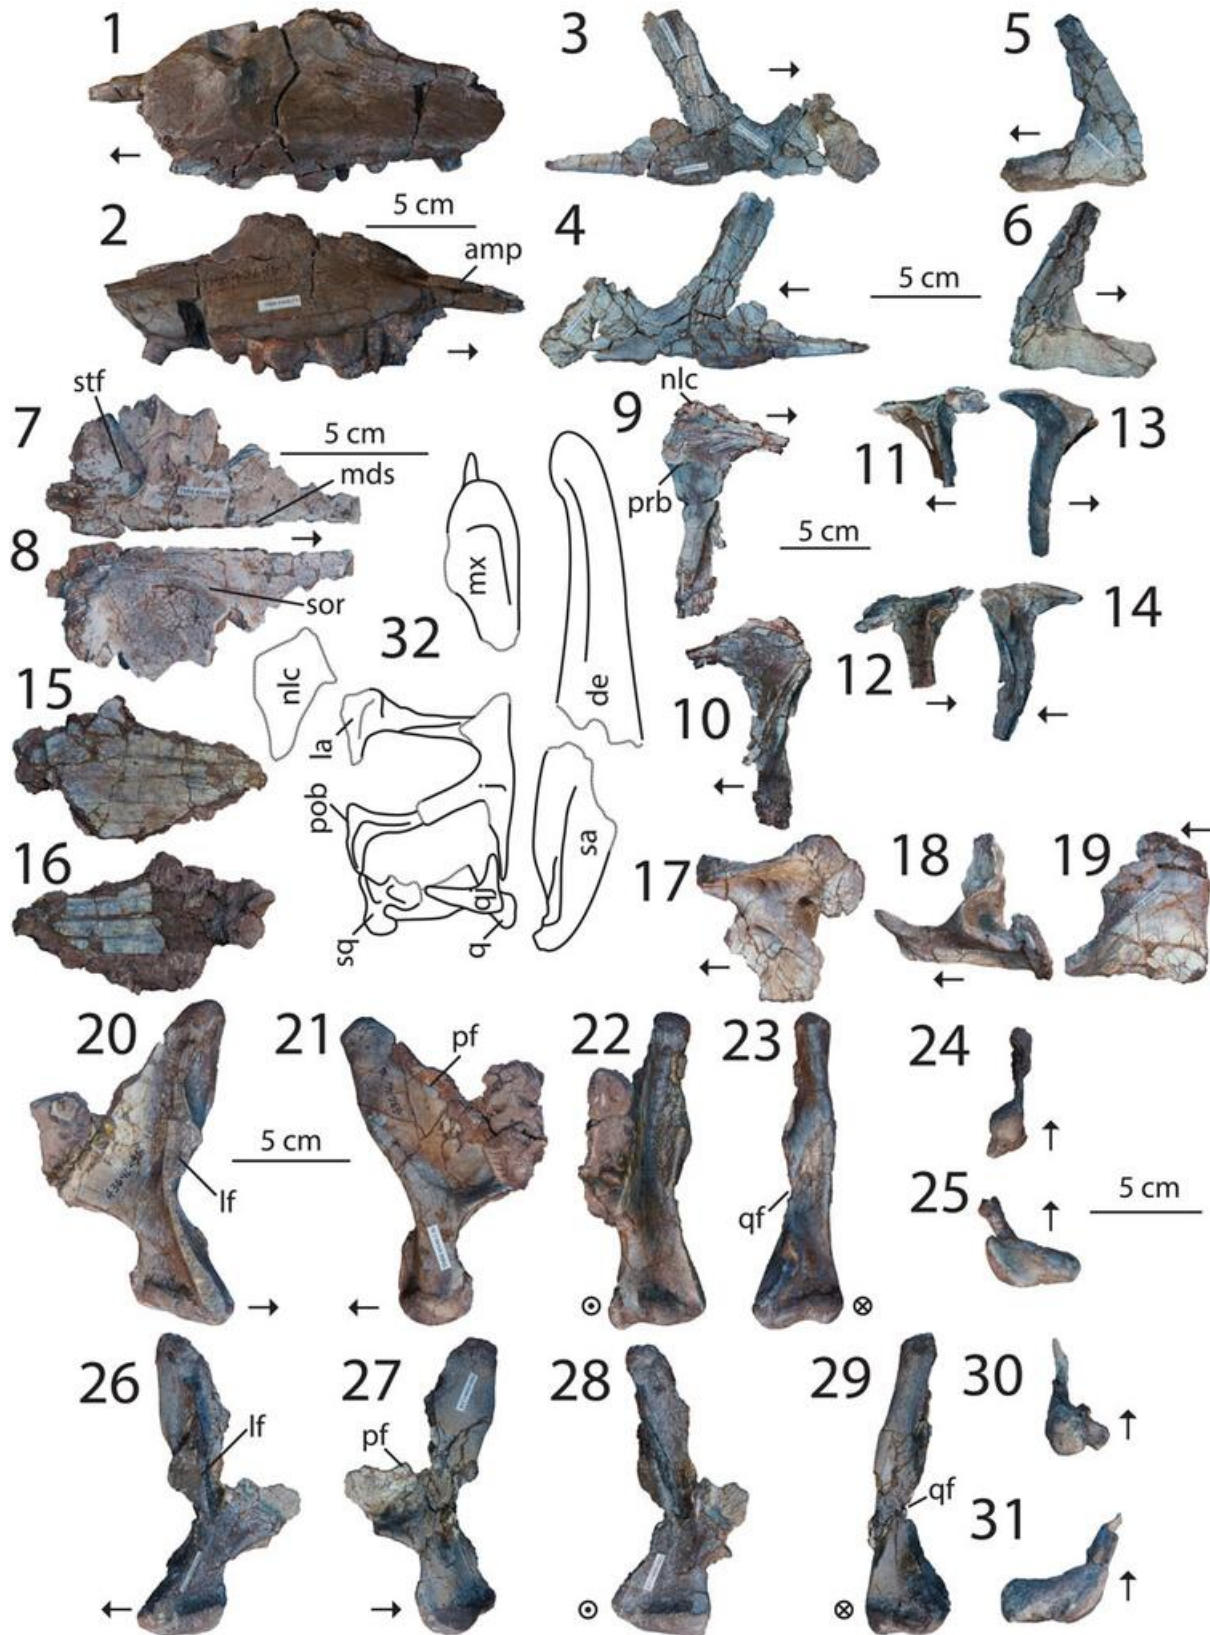 1
3
→
5
←
←
2
5 cm
amp
4
←
6
→
→
5 cm
stf
7
5 cm
mds
→
8
sor
9
nlc
→
prb
5 cm
11
←
13
→
12
→
14
←
10
←
32
mx
de
nlc
la
pob
j
sa
sq
qj
q
15
16
17
←
18
←
19
←
20
lf
→
5 cm
21
pf
←
22
⊙
23
qf
⊗
24
↑
25
↑
5 cm
26
lf
←
27
pf
→
28
⊙
29
qf
⊗
30
↑
31
↑